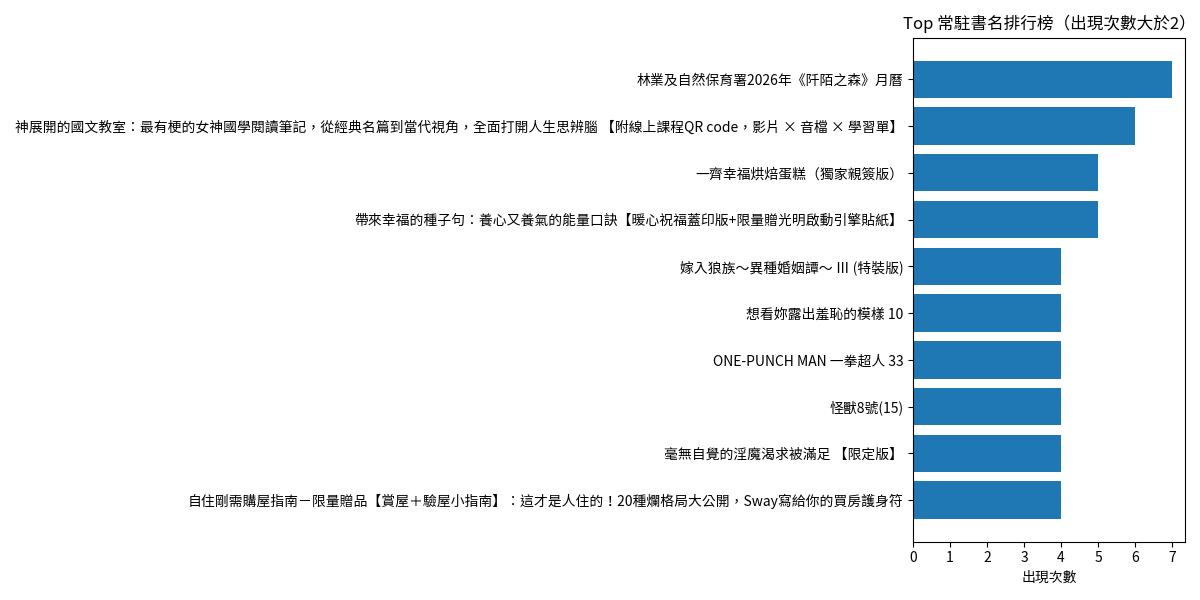 Top 常駐書名排行榜（出現次數大於2）
林業及自然保育署2026年《阡陌之森》月曆
神展開的國文教室：最有梗的女神國學閱讀筆記，從經典名篇到當代視角，全面打開人生思辨腦 【附線上課程QR code，影片 × 音檔 × 學習單】
一齊幸福烘焙蛋糕（獨家親簽版）
帶來幸福的種子句：養心又養氣的能量口訣【暖心祝福蓋印版+限量贈光明啟動引擎貼紙】
嫁入狼族～異種婚姻譚～ III (特裝版)
想看妳露出羞恥的模樣 10
ONE-PUNCH MAN 一拳超人 33
怪獸8號(15)
毫無自覺的淫魔渴求被滿足 【限定版】
自住剛需購屋指南－限量贈品【賞屋＋驗屋小指南】：這才是人住的！20種爛格局大公開，Sway寫給你的買房護身符
0 1 2 3 4 5 6 7
出現次數